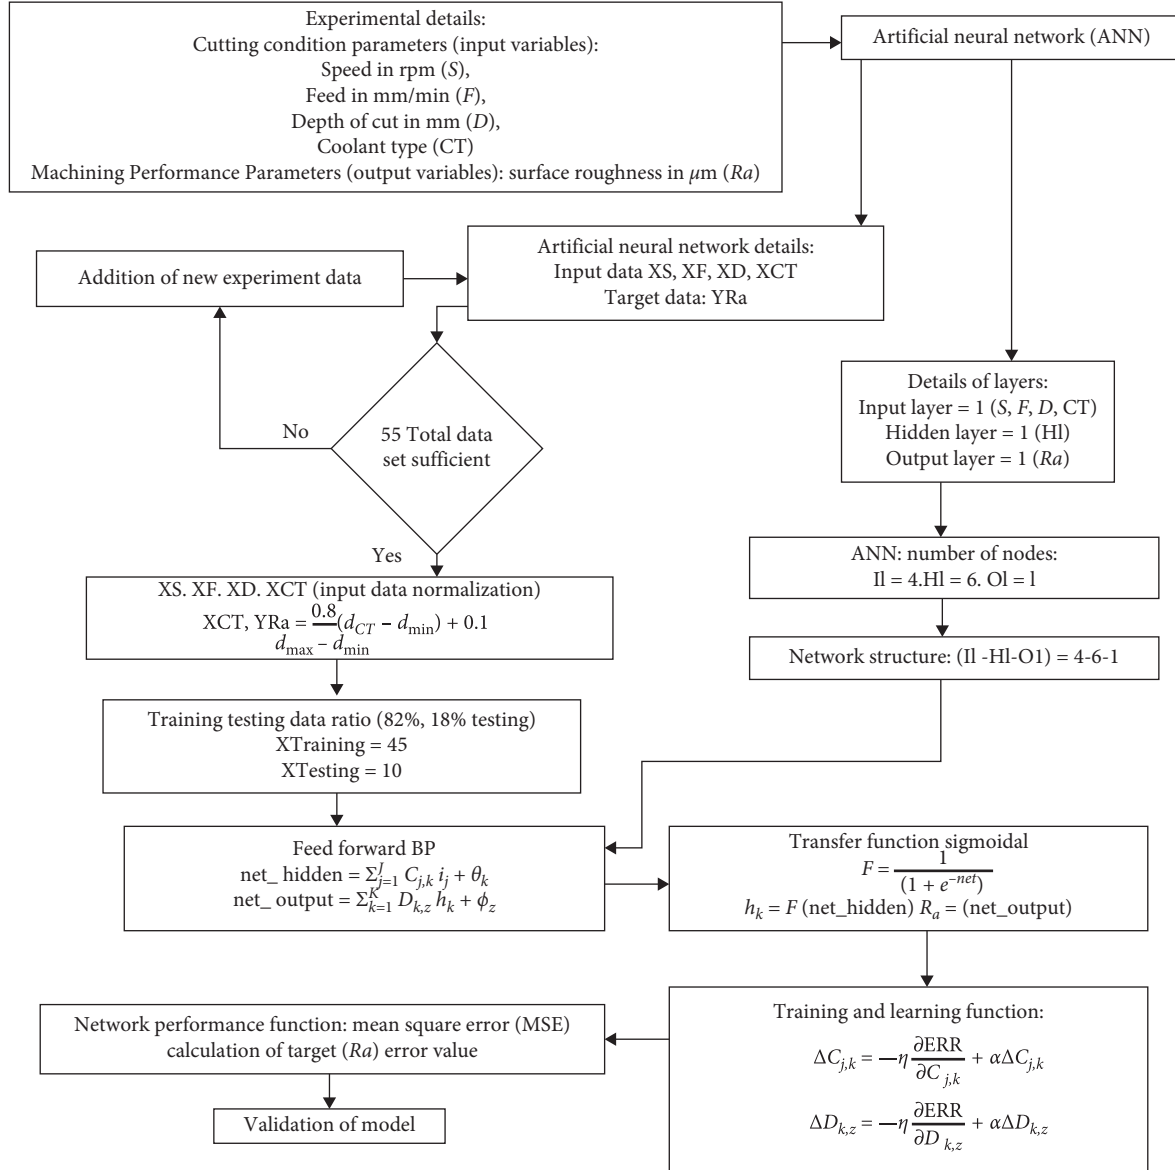 Experimental details:
Cutting condition parameters (input variables):
Speed in rpm (S),
Feed in mm/min (F),
Depth of cut in mm (D),
Coolant type (CT)
Machining Performance Parameters (output variables): surface roughness in μm (Ra)
Artificial neural network (ANN)
Artificial neural network details:
Input data XS, XF, XD, XCT
Target data: YRa
Addition of new experiment data
No
55 Total data
set sufficient
Yes
Details of layers:
Input layer = 1 (S, F, D, CT)
Hidden layer = 1 (Hl)
Output layer = 1 (Ra)
ANN: number of nodes:
Il = 4.Hl = 6. Ol = l
Network structure: (Il -Hl-O1) = 4-6-1
XS. XF. XD. XCT (input data normalization)
XCT, YRa = 0.8 (d_CT – d_min) + 0.1
d_max – d_min
Training testing data ratio (82%, 18% testing)
XTraining = 45
XTesting = 10
Feed forward BP
net_ hidden = Σ_{j=1}^{J} C_{j,k} i_j + θ_k
net_ output = Σ_{k=1}^{K} D_{k,z} h_k + ϕ_z
Transfer function sigmoidal
F = 1
(1 + e^{–net})
h_k = F (net_hidden) R_a = (net_output)
Training and learning function:
ΔC_{j,k} = —η ∂ERR/∂C_{j,k} + αΔC_{j,k}
ΔD_{k,z} = —η ∂ERR/∂D_{k,z} + αΔD_{k,z}
Network performance function: mean square error (MSE)
calculation of target (Ra) error value
Validation of model